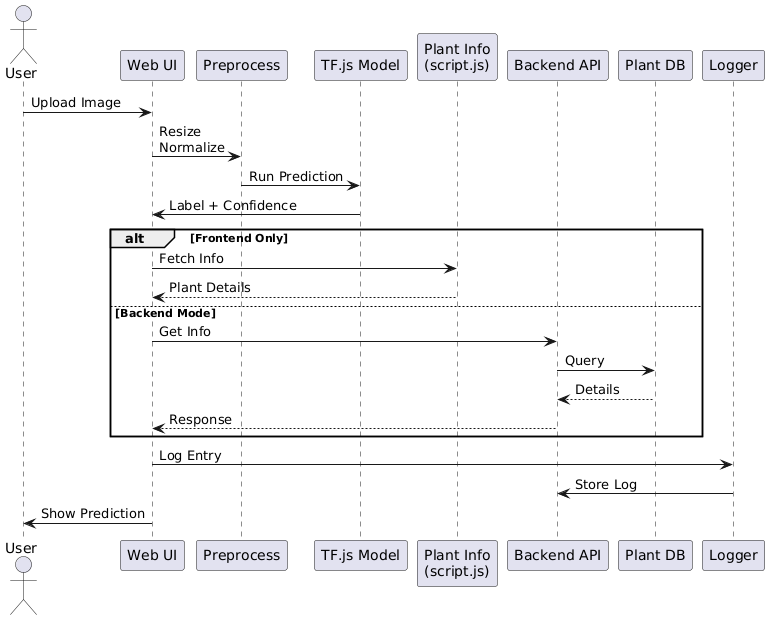 User
Web UI
Preprocess
TF.js Model
Plant Info
(script.js)
Backend API
Plant DB
Logger
Upload Image
Resize
Normalize
Run Prediction
Label + Confidence
alt
[Frontend Only]
Fetch Info
Plant Details
[Backend Mode]
Get Info
Query
Details
Response
Log Entry
Store Log
Show Prediction
User
Web UI
Preprocess
TF.js Model
Plant Info
(script.js)
Backend API
Plant DB
Logger